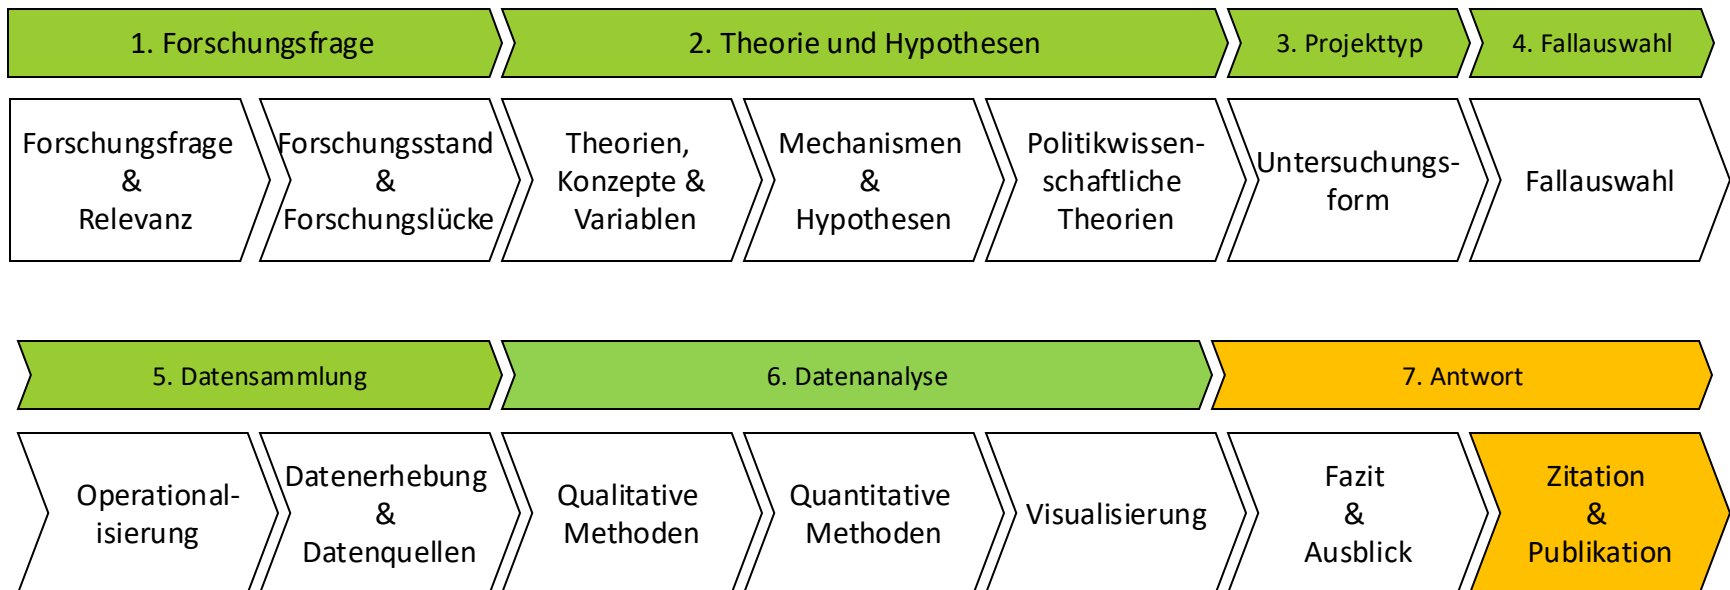 1. Forschungsfrage
2. Theorie und Hypothesen
3. Projekttyp
4. Fallauswahl
Forschungsfrage
&
Relevanz
Forschungsstand
&
Forschungslücke
Theorien,
Konzepte &
Variablen
Mechanismen
&
Hypothesen
Politikwissen-
schaftliche
Theorien
Untersuchungs-
form
Fallauswahl
5. Datensammlung
6. Datenanalyse
7. Antwort
Operational-
isierung
Datenerhebung
&
Datenquellen
Qualitative
Methoden
Quantitative
Methoden
Visualisierung
Fazit
&
Ausblick
Zitation
&
Publikation